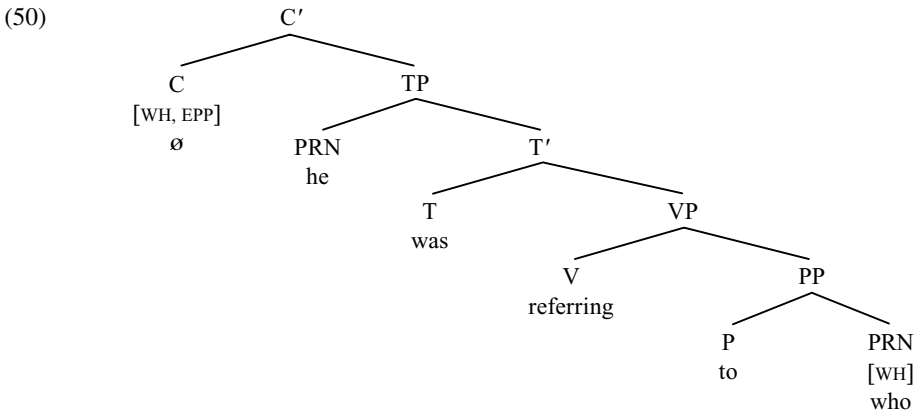 (50) C′
C TP
[WH, EPP]
ø PRN T′
he
T VP
was
V PP
referring
P PRN
to [WH]
who